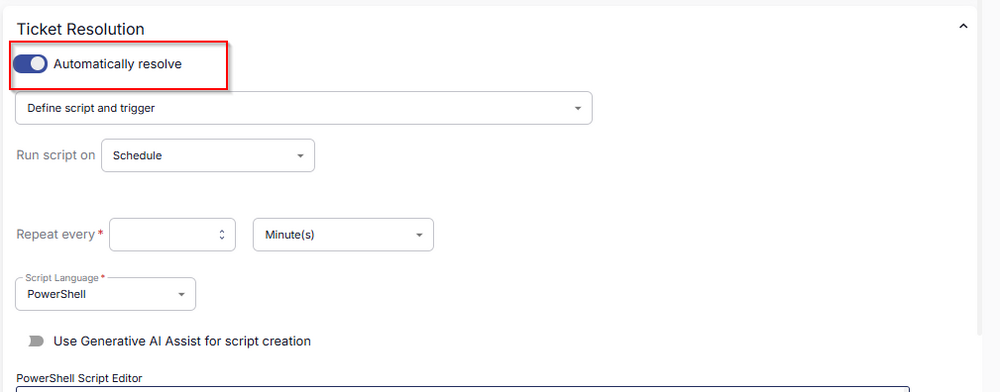 Ticket Resolution
Automatically resolve
Define script and trigger
Run script on Schedule
Repeat every * Minute(s)
Script Language *
PowerShell
Use Generative AI Assist for script creation
PowerShell Script Editor